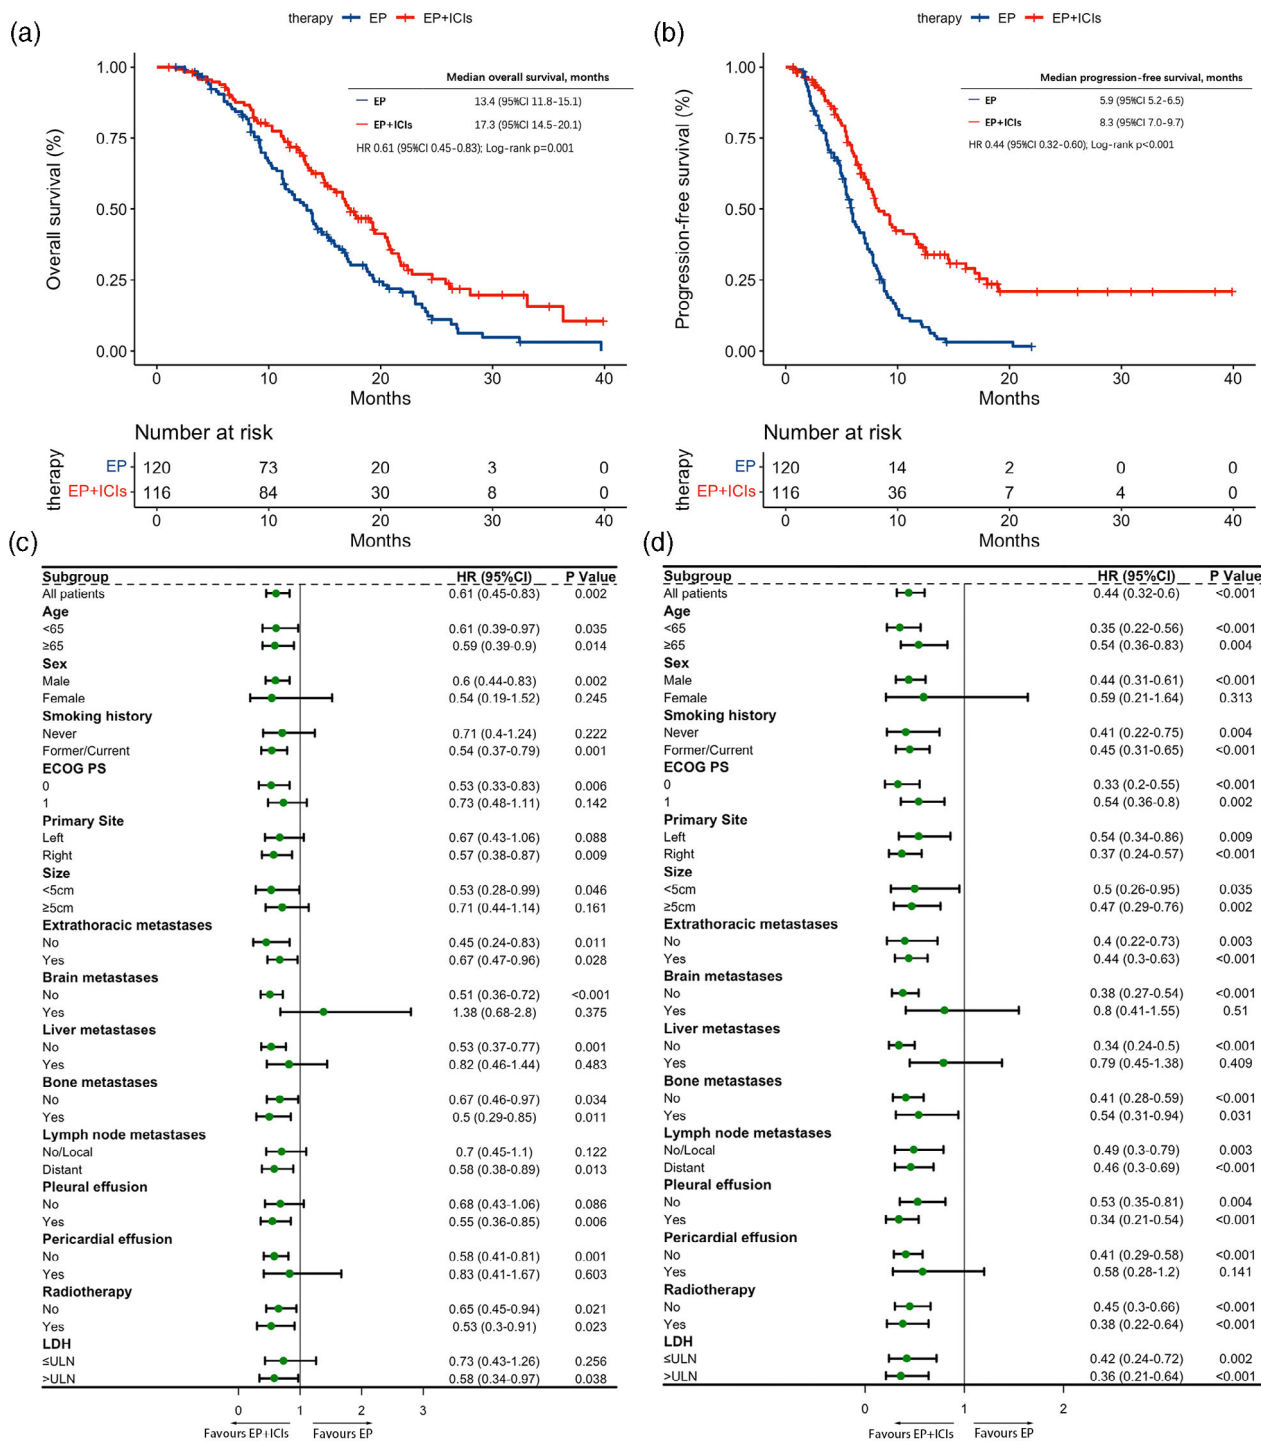 (a)
therapy EP EP+ICIs
Overall survival (%)
1.00
0.75
0.50
0.25
0.00
Median overall survival, months
EP 13.4 (95%CI 11.8-15.1)
EP+ICIs 17.3 (95%CI 14.5-20.1)
HR 0.61 (95%CI 0.45-0.83); Log-rank p=0.001
0 10 20 30 40
Months
Number at risk
therapy
EP 120 73 20 3 0
EP+ICIs 116 84 30 8 0
0 10 20 30 40
Months
(b)
therapy EP EP+ICIs
Progression-free survival (%)
1.00
0.75
0.50
0.25
0.00
Median progression-free survival, months
EP 5.9 (95%CI 5.2-6.5)
EP+ICIs 8.3 (95%CI 7.0-9.7)
HR 0.44 (95%CI 0.32-0.60); Log-rank p<0.001
0 10 20 30 40
Months
Number at risk
therapy
EP 120 14 2 0 0
EP+ICIs 116 36 7 4 0
0 10 20 30 40
Months
(c)
Subgroup HR (95%CI) P Value
All patients 0.61 (0.45-0.83) 0.002
Age
<65 0.61 (0.39-0.97) 0.035
≥65 0.59 (0.39-0.9) 0.014
Sex
Male 0.6 (0.44-0.83) 0.002
Female 0.54 (0.19-1.52) 0.245
Smoking history
Never 0.71 (0.4-1.24) 0.222
Former/Current 0.54 (0.37-0.79) 0.001
ECOG PS
0 0.53 (0.33-0.83) 0.006
1 0.73 (0.48-1.11) 0.142
Primary Site
Left 0.67 (0.43-1.06) 0.088
Right 0.57 (0.38-0.87) 0.009
Size
<5cm 0.53 (0.28-0.99) 0.046
≥5cm 0.71 (0.44-1.14) 0.161
Extrathoracic metastases
No 0.45 (0.24-0.83) 0.011
Yes 0.67 (0.47-0.96) 0.028
Brain metastases
No 0.51 (0.36-0.72) <0.001
Yes 1.38 (0.68-2.8) 0.375
Liver metastases
No 0.53 (0.37-0.77) 0.001
Yes 0.82 (0.46-1.44) 0.483
Bone metastases
No 0.67 (0.46-0.97) 0.034
Yes 0.5 (0.29-0.85) 0.011
Lymph node metastases
No/Local 0.7 (0.45-1.1) 0.122
Distant 0.58 (0.38-0.89) 0.013
Pleural effusion
No 0.68 (0.43-1.06) 0.086
Yes 0.55 (0.36-0.85) 0.006
Pericardial effusion
No 0.58 (0.41-0.81) 0.001
Yes 0.83 (0.41-1.67) 0.603
Radiotherapy
No 0.65 (0.45-0.94) 0.021
Yes 0.53 (0.3-0.91) 0.023
LDH
≤ULN 0.73 (0.43-1.26) 0.256
>ULN 0.58 (0.34-0.97) 0.038
0 1 2 3
Favours EP+ICIs Favours EP
(d)
Subgroup HR (95%CI) P Value
All patients 0.44 (0.32-0.6) <0.001
Age
<65 0.35 (0.22-0.56) <0.001
≥65 0.54 (0.36-0.83) 0.004
Sex
Male 0.44 (0.31-0.61) <0.001
Female 0.59 (0.21-1.64) 0.313
Smoking history
Never 0.41 (0.22-0.75) 0.004
Former/Current 0.45 (0.31-0.65) <0.001
ECOG PS
0 0.33 (0.2-0.55) <0.001
1 0.54 (0.36-0.8) 0.002
Primary Site
Left 0.54 (0.34-0.86) 0.009
Right 0.37 (0.24-0.57) <0.001
Size
<5cm 0.5 (0.26-0.95) 0.035
≥5cm 0.47 (0.29-0.76) 0.002
Extrathoracic metastases
No 0.4 (0.22-0.73) 0.003
Yes 0.44 (0.3-0.63) <0.001
Brain metastases
No 0.38 (0.27-0.54) <0.001
Yes 0.8 (0.41-1.55) 0.51
Liver metastases
No 0.34 (0.24-0.5) <0.001
Yes 0.79 (0.45-1.38) 0.409
Bone metastases
No 0.41 (0.28-0.59) <0.001
Yes 0.54 (0.31-0.94) 0.031
Lymph node metastases
No/Local 0.49 (0.3-0.79) 0.003
Distant 0.46 (0.3-0.69) <0.001
Pleural effusion
No 0.53 (0.35-0.81) 0.004
Yes 0.34 (0.21-0.54) <0.001
Pericardial effusion
No 0.41 (0.29-0.58) <0.001
Yes 0.58 (0.28-1.2) 0.141
Radiotherapy
No 0.45 (0.3-0.66) <0.001
Yes 0.38 (0.22-0.64) <0.001
LDH
≤ULN 0.42 (0.24-0.72) 0.002
>ULN 0.36 (0.21-0.64) <0.001
0 1 2
Favours EP+ICIs Favours EP